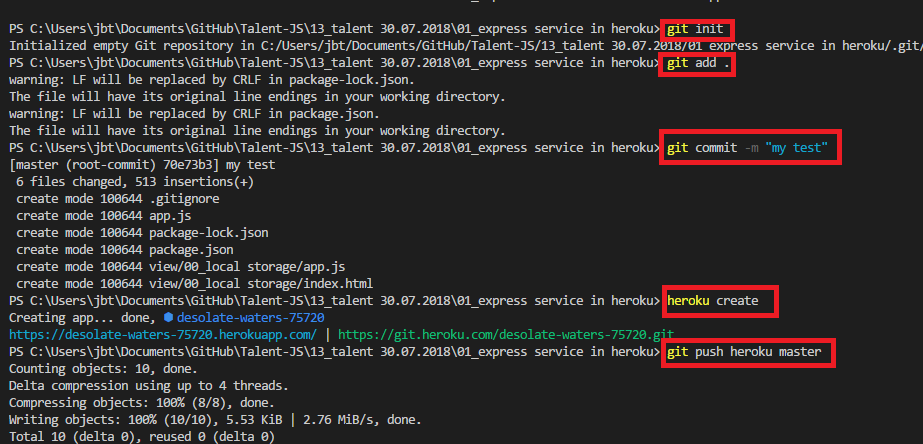 PS C:\Users\jbt\Documents\GitHub\Talent-JS\13_talent 30.07.2018\01_express service in heroku> git init
Initialized empty Git repository in C:/Users/jbt/Documents/GitHub/Talent-JS/13_talent 30.07.2018/01_express service in heroku/.git/
PS C:\Users\jbt\Documents\GitHub\Talent-JS\13_talent 30.07.2018\01_express service in heroku> git add .
warning: LF will be replaced by CRLF in package-lock.json.
The file will have its original line endings in your working directory.
warning: LF will be replaced by CRLF in package.json.
The file will have its original line endings in your working directory.
PS C:\Users\jbt\Documents\GitHub\Talent-JS\13_talent 30.07.2018\01_express service in heroku> git commit -m "my test"
[master (root-commit) 70e73b3] my test
 6 files changed, 513 insertions(+)
 create mode 100644 .gitignore
 create mode 100644 app.js
 create mode 100644 package-lock.json
 create mode 100644 package.json
 create mode 100644 view/00_local storage/app.js
 create mode 100644 view/00_local storage/index.html
PS C:\Users\jbt\Documents\GitHub\Talent-JS\13_talent 30.07.2018\01_express service in heroku> heroku create
Creating app... done, ⬢ desolate-waters-75720
https://desolate-waters-75720.herokuapp.com/ | https://git.heroku.com/desolate-waters-75720.git
PS C:\Users\jbt\Documents\GitHub\Talent-JS\13_talent 30.07.2018\01_express service in heroku> git push heroku master
Counting objects: 10, done.
Delta compression using up to 4 threads.
Compressing objects: 100% (8/8), done.
Writing objects: 100% (10/10), 5.53 KiB | 2.76 MiB/s, done.
Total 10 (delta 0), reused 0 (delta 0)